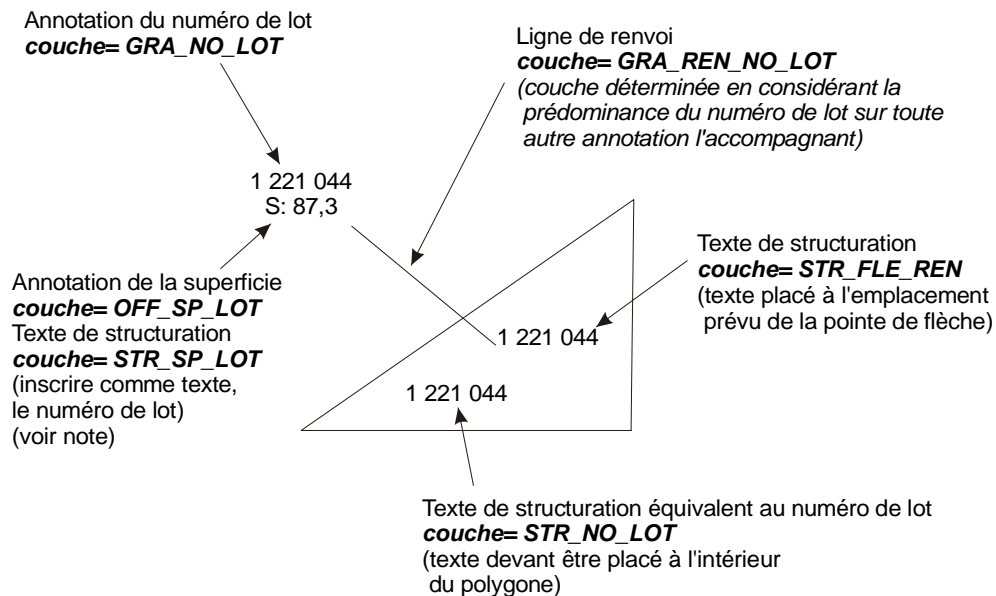 Annotation du numéro de lot
couche= GRA_NO_LOT
Ligne de renvoi
couche= GRA_REN_NO_LOT
(couche déterminée en considérant la
prédominance du numéro de lot sur toute
autre annotation l'accompagnant)
1 221 044
S: 87,3
Texte de structuration
couche= STR_FLE_REN
(texte placé à l'emplacement
prévu de la pointe de flèche)
Annotation de la superficie
couche= OFF_SP_LOT
Texte de structuration
couche= STR_SP_LOT
(inscrire comme texte,
le numéro de lot)
(voir note)
1 221 044
1 221 044
Texte de structuration équivalent au numéro de lot
couche= STR_NO_LOT
(texte devant être placé à l'intérieur
du polygone)